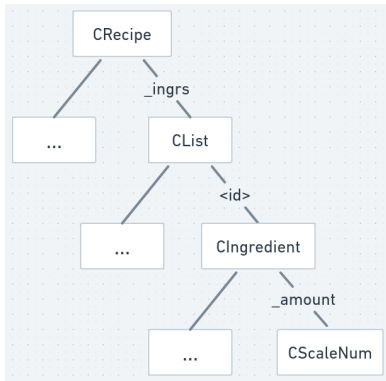 CRecipe
_ingrs
...
CList
<id>
...
CIngredient
_amount
...
CScaleNum